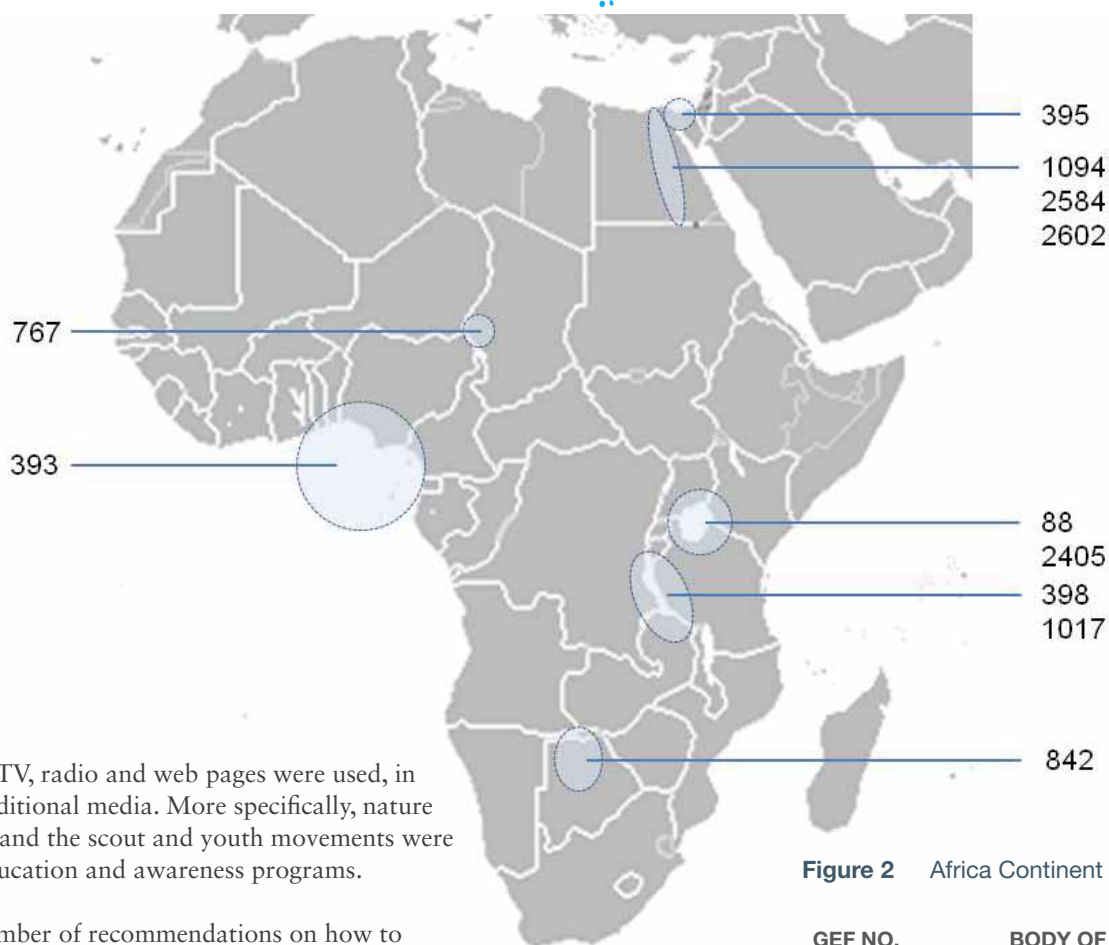 395
1094
2584
2602
767
393
88
2405
398
1017
842
TV, radio and web pages were used, in
ditional media. More specifically, nature
and the scout and youth movements were
ucation and awareness programs.
Figure 2 Africa Continent
mber of recommendations on how to
GEF NO. BODY OF